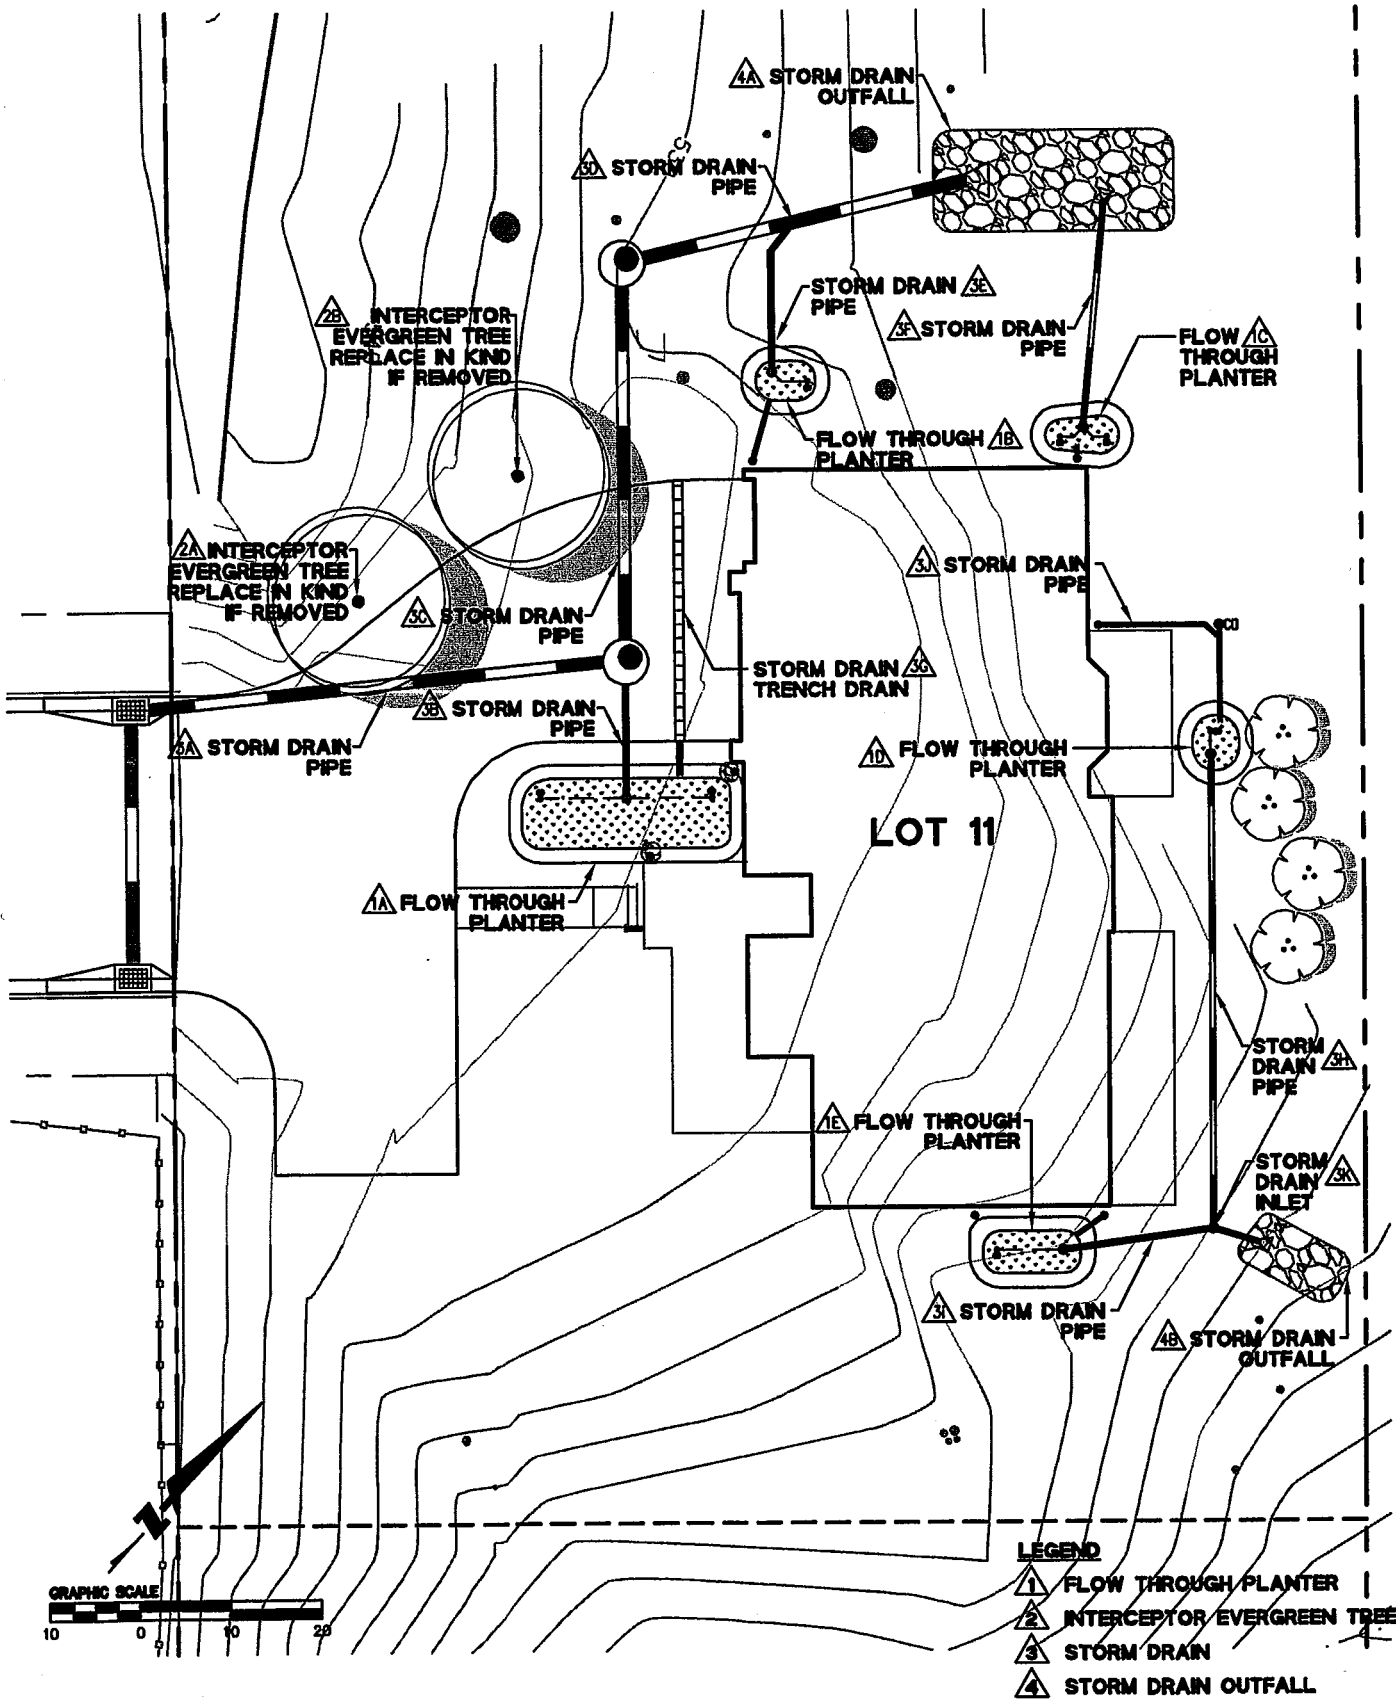 4A STORM DRAIN
OUTFALL
3D STORM DRAIN
PIPE
STORM DRAIN 3E
PIPE
2B INTERCEPTOR
EVERGREEN TREE
REPLACE IN KIND
IF REMOVED
3F STORM DRAIN
PIPE
FLOW 1C
THROUGH
PLANTER
FLOW THROUGH 1B
PLANTER
2A INTERCEPTOR
EVERGREEN TREE
REPLACE IN KIND
IF REMOVED
3J STORM DRAIN
PIPE
3C STORM DRAIN
PIPE
CO
STORM DRAIN 3G
TRENCH DRAIN
3B STORM DRAIN
PIPE
3A STORM DRAIN
PIPE
1D FLOW THROUGH
PLANTER
LOT 11
1A FLOW THROUGH
PLANTER
STORM 3H
DRAIN
PIPE
1E FLOW THROUGH
PLANTER
STORM 3K
DRAIN
INLET
3I STORM DRAIN
PIPE
4B STORM DRAIN
OUTFALL
N
GRAPHIC SCALE
10 0 10 20
LEGEND
1 FLOW THROUGH PLANTER
2 INTERCEPTOR EVERGREEN TREE
3 STORM DRAIN
4 STORM DRAIN OUTFALL